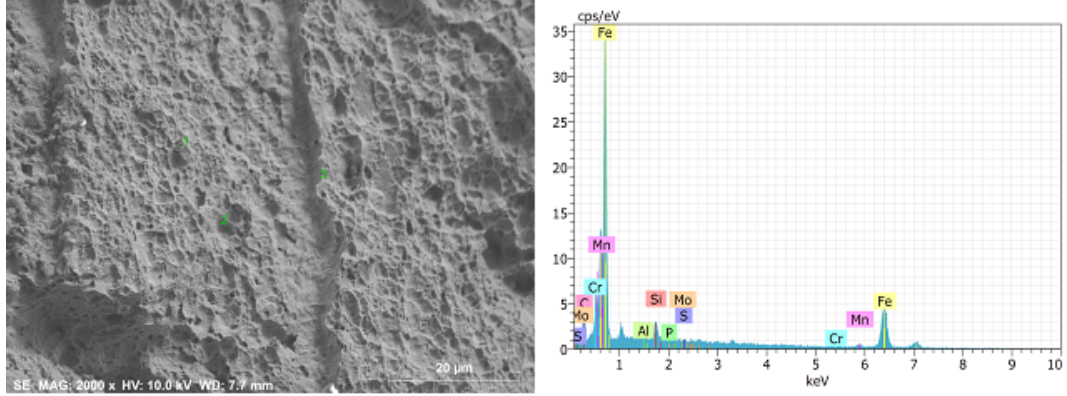 SE MAG: 2000 x HV: 10.0 kV WD: 7.7 mm
20 µm
cps/eV
35
30
25
20
15
10
5
0
Fe
Mn
Cr
C
Mo
S
Al
Si
P
Mo
S
Cr
Mn
Fe
1 2 3 4 5 6 7 8 9 10
keV